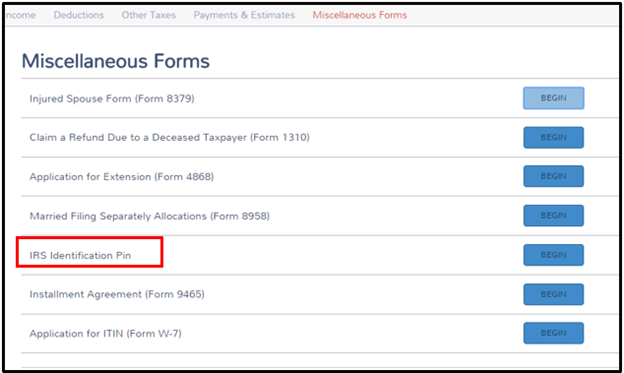 Income Deductions Other Taxes Payments & Estimates Miscellaneous Forms
Miscellaneous Forms
Injured Spouse Form (Form 8379) BEGIN
Claim a Refund Due to a Deceased Taxpayer (Form 1310) BEGIN
Application for Extension (Form 4868) BEGIN
Married Filing Separately Allocations (Form 8958) BEGIN
IRS Identification Pin BEGIN
Installment Agreement (Form 9465) BEGIN
Application for ITIN (Form W-7) BEGIN